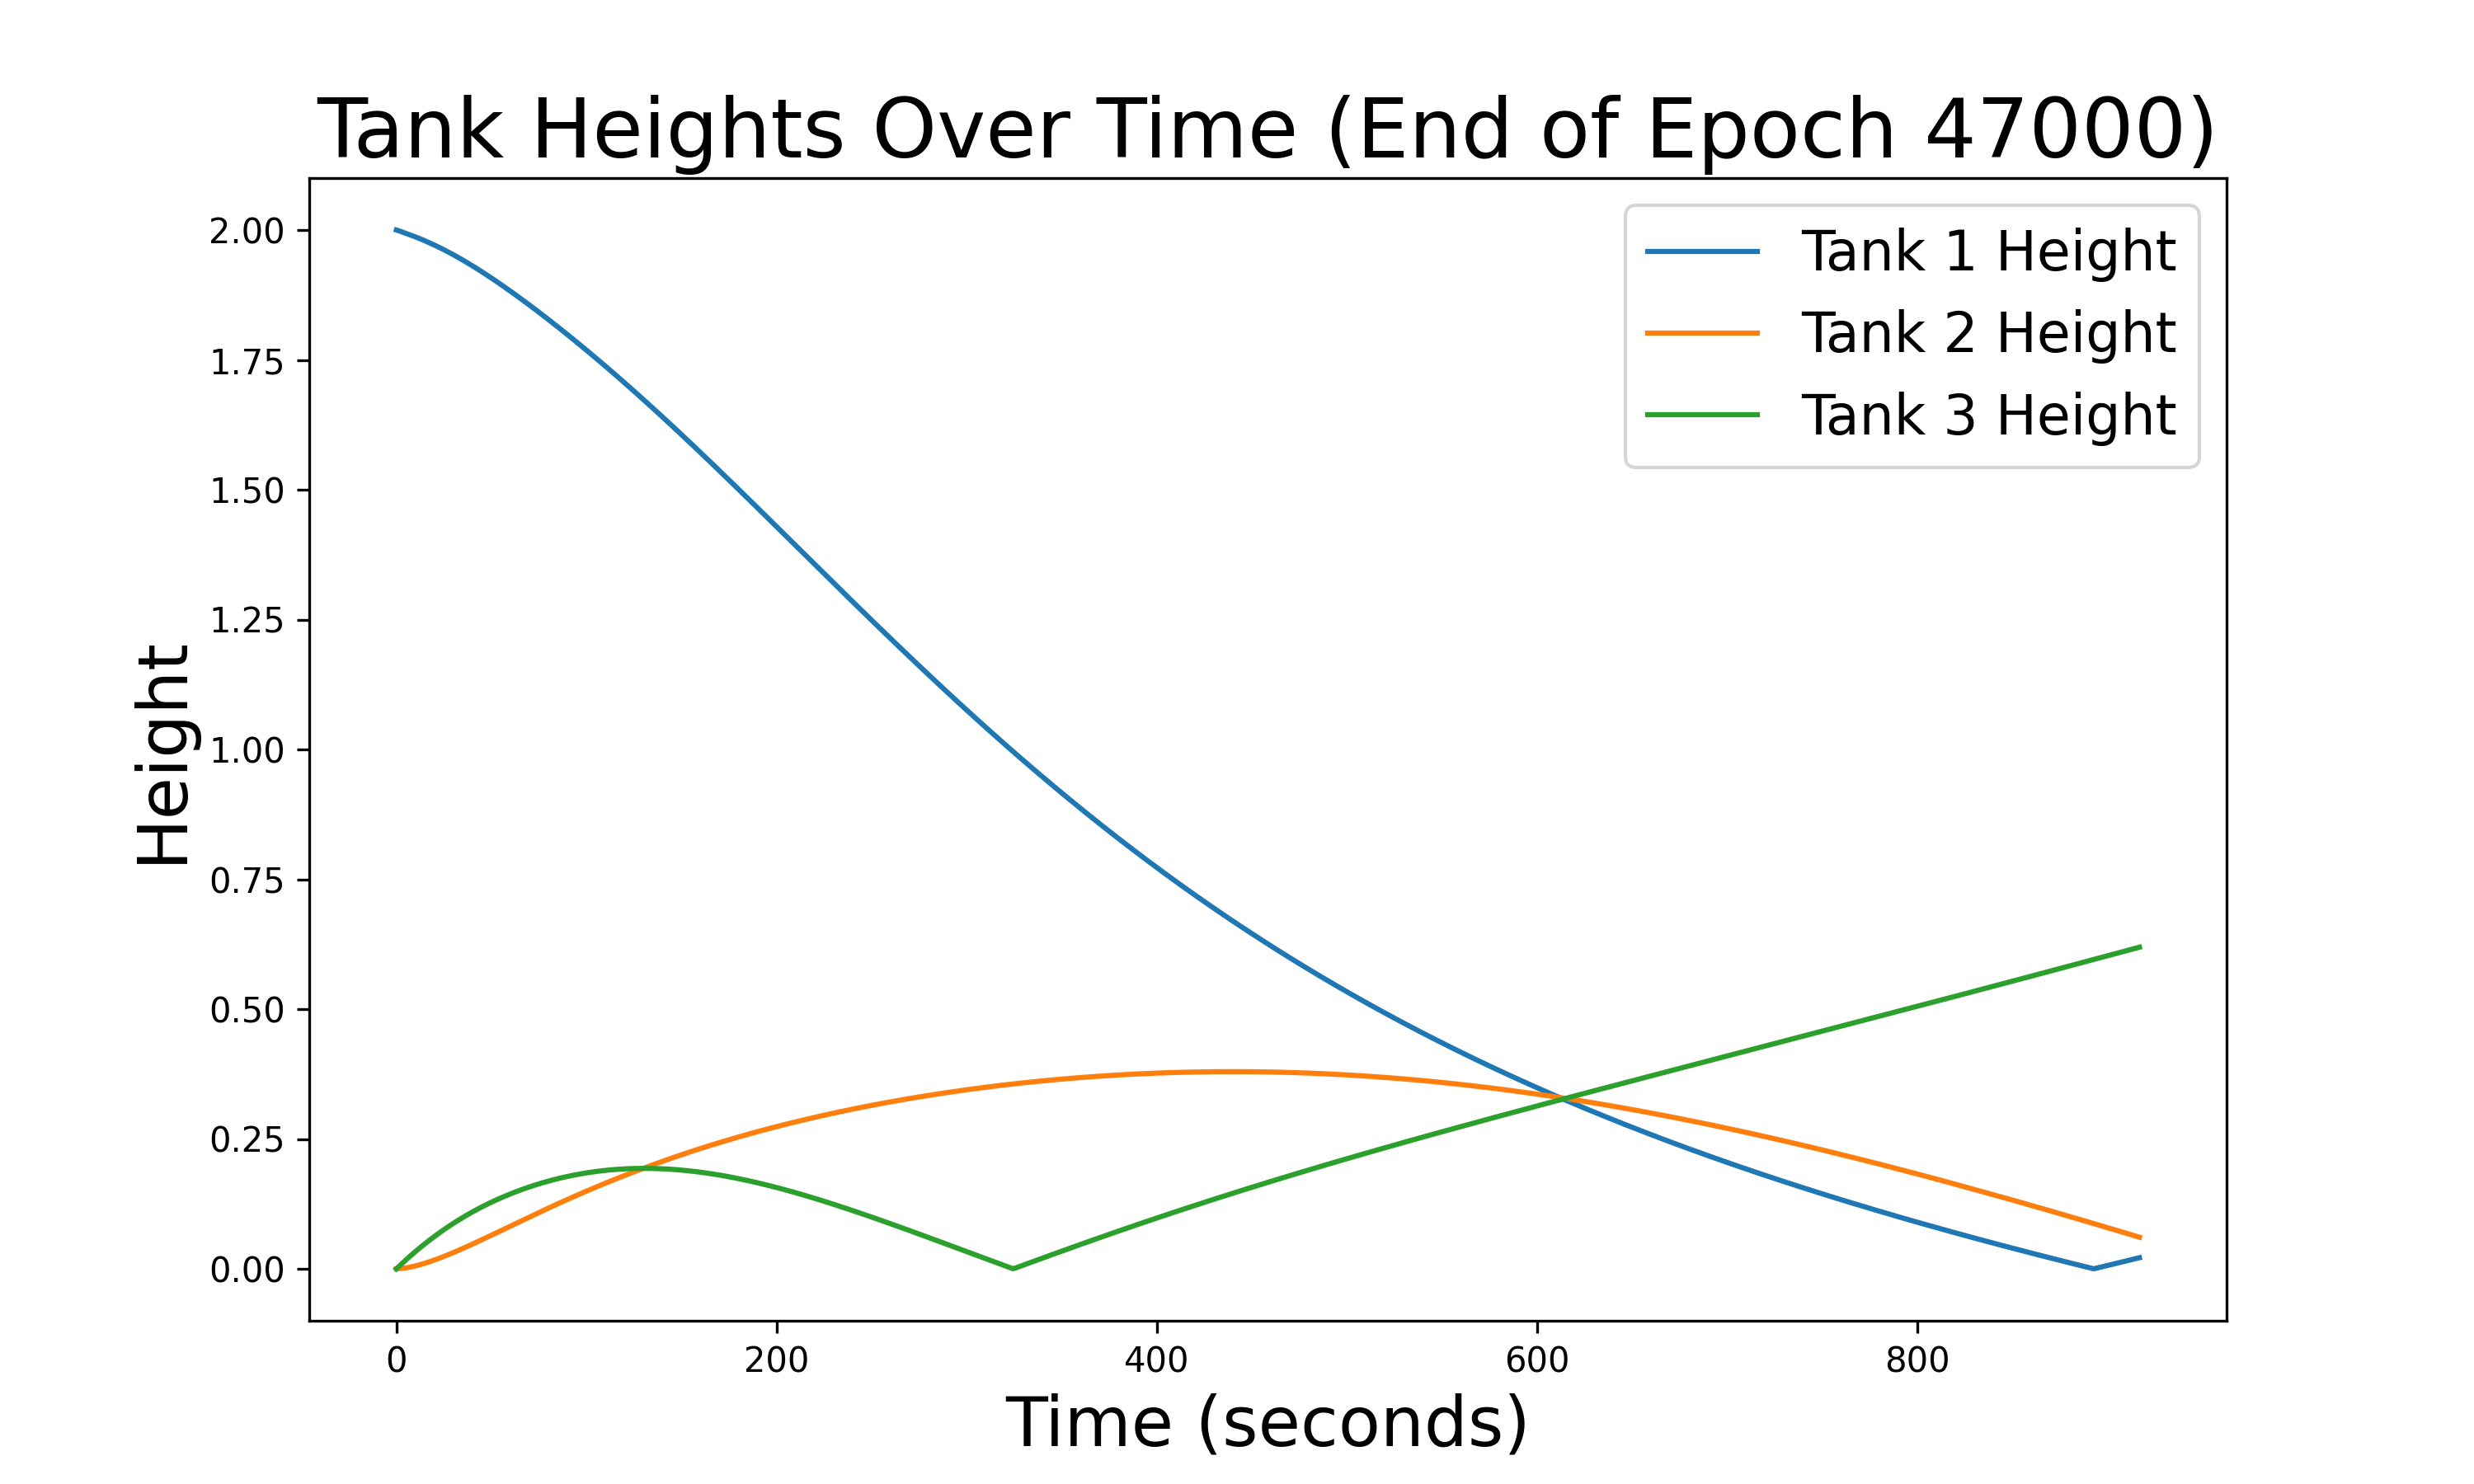 Tank Heights Over Time (End of Epoch 47000)
Tank 1 Height
Tank 2 Height
Tank 3 Height
Height
2.00
1.75
1.50
1.25
1.00
0.75
0.50
0.25
0.00
0 200 400 600 800
Time (seconds)